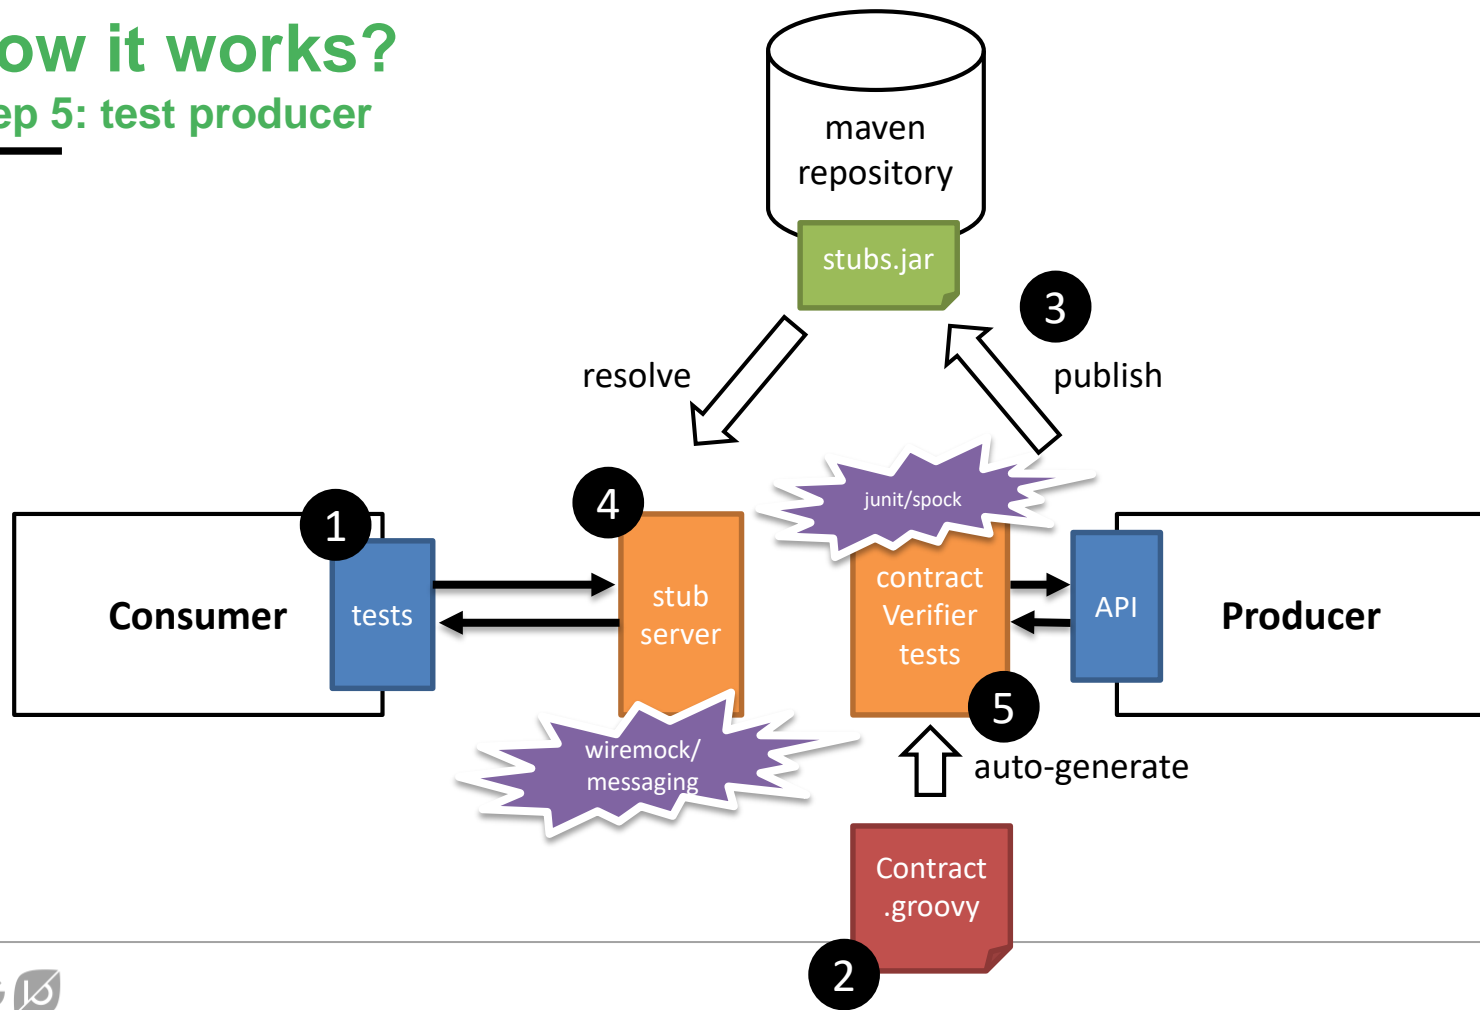 ow it works?
ep 5: test producer
maven
repository
stubs.jar
3
resolve
publish
junit/spock
4
1
Consumer
tests
stub
server
contract
Verifier
tests
API
Producer
5
wiremock/
messaging
auto-generate
Contract
.groovy
2